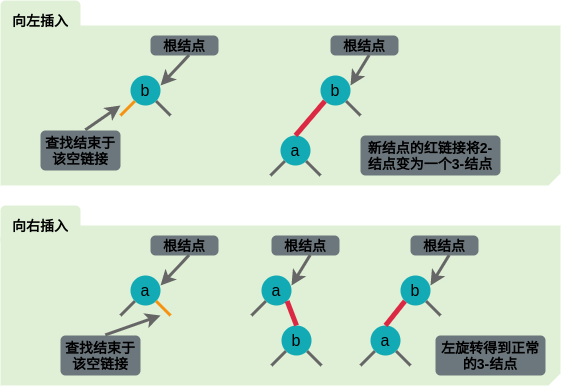 向左插入
根结点
根结点
b
b
查找结束于
该空链接
a
新结点的红链接将2-
结点变为一个3-结点
向右插入
根结点
根结点
根结点
a
a
b
查找结束于
该空链接
b
a
左旋转得到正常
的3-结点